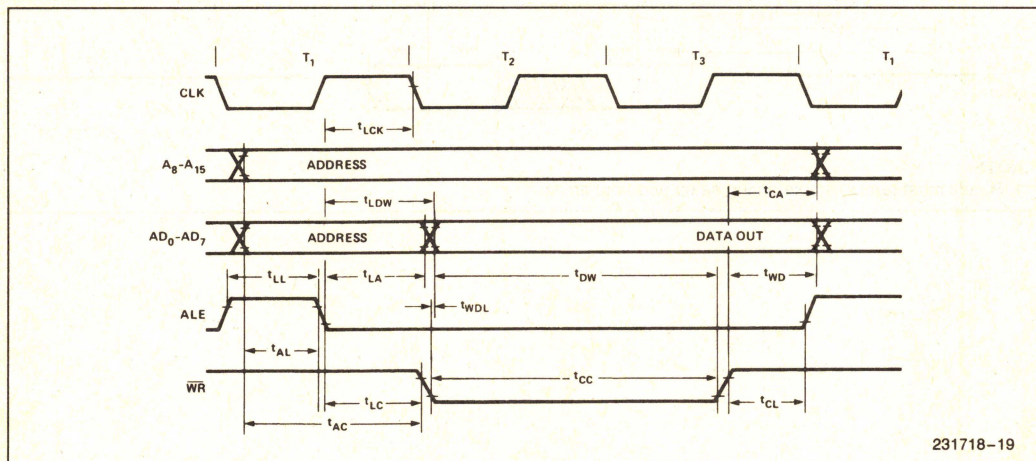 T₁ T₂ T₃ T₁
CLK
tLCK
A₈-A₁₅ ADDRESS
tCA
tLDW
AD₀-AD₇ ADDRESS DATA OUT
tLL tLA tDW tWD
tWDL
ALE
tAL
tCC
WR
tLC tCL
tAC
231718-19